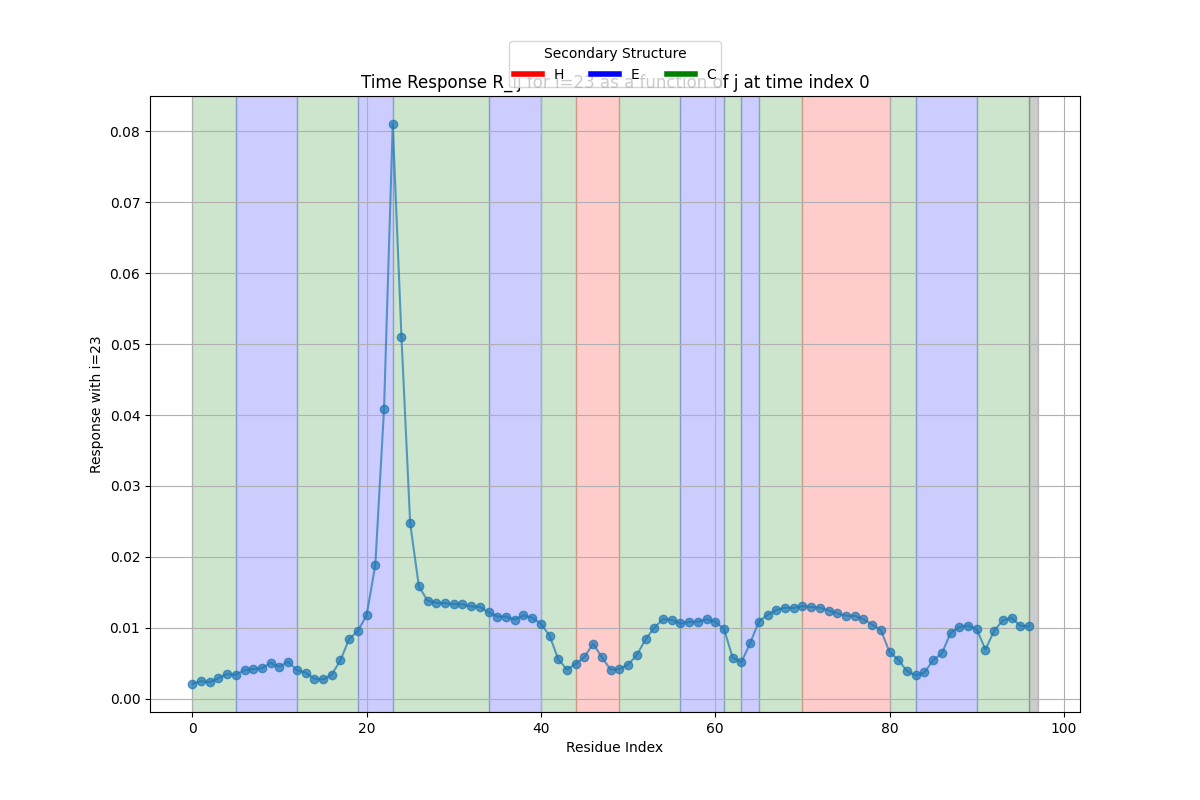 Secondary Structure
H E C
Time Response R_ij for i=23 as a function of j at time index 0
Response with i=23
0.08
0.07
0.06
0.05
0.04
0.03
0.02
0.01
0.00
0 20 40 60 80 100
Residue Index